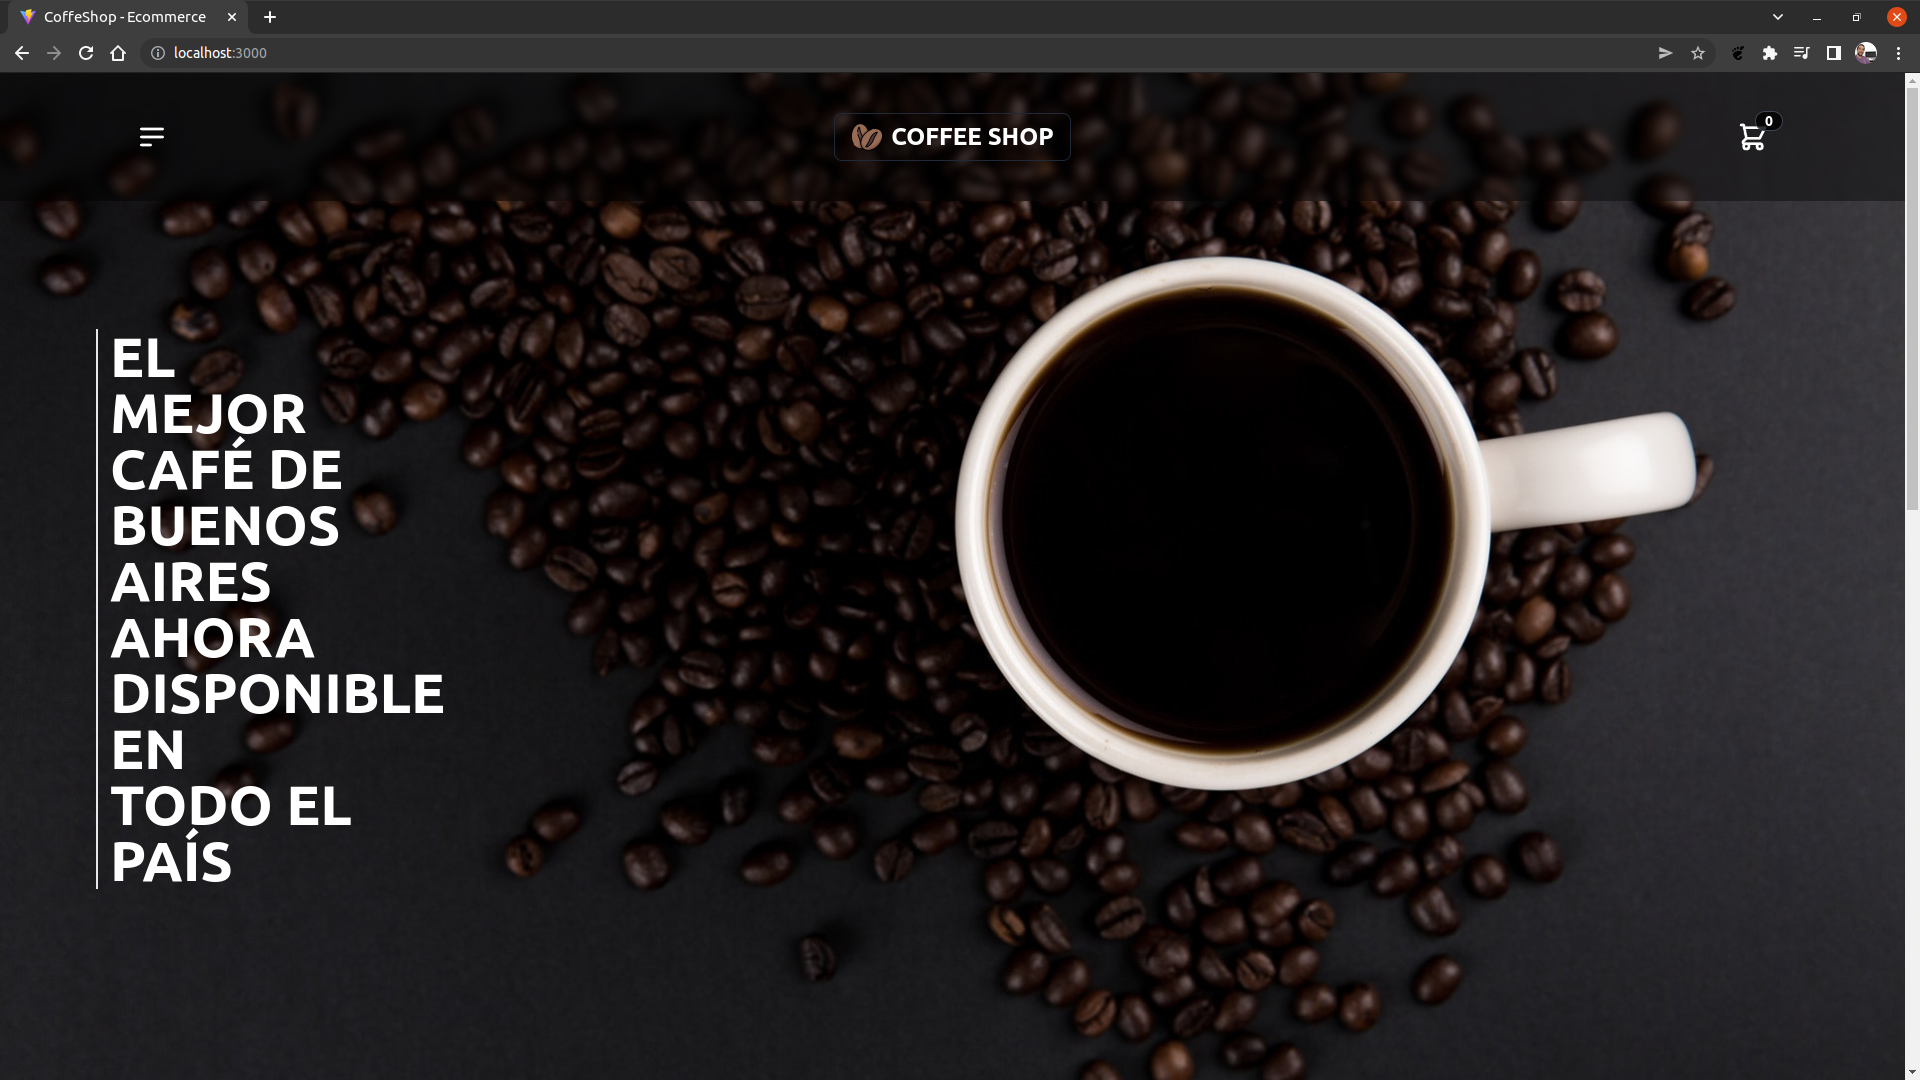 CoffeShop - Ecommerce
localhost:3000
COFFEE SHOP
0
EL
MEJOR
CAFÉ DE
BUENOS
AIRES
AHORA
DISPONIBLE
EN
TODO EL
PAÍS